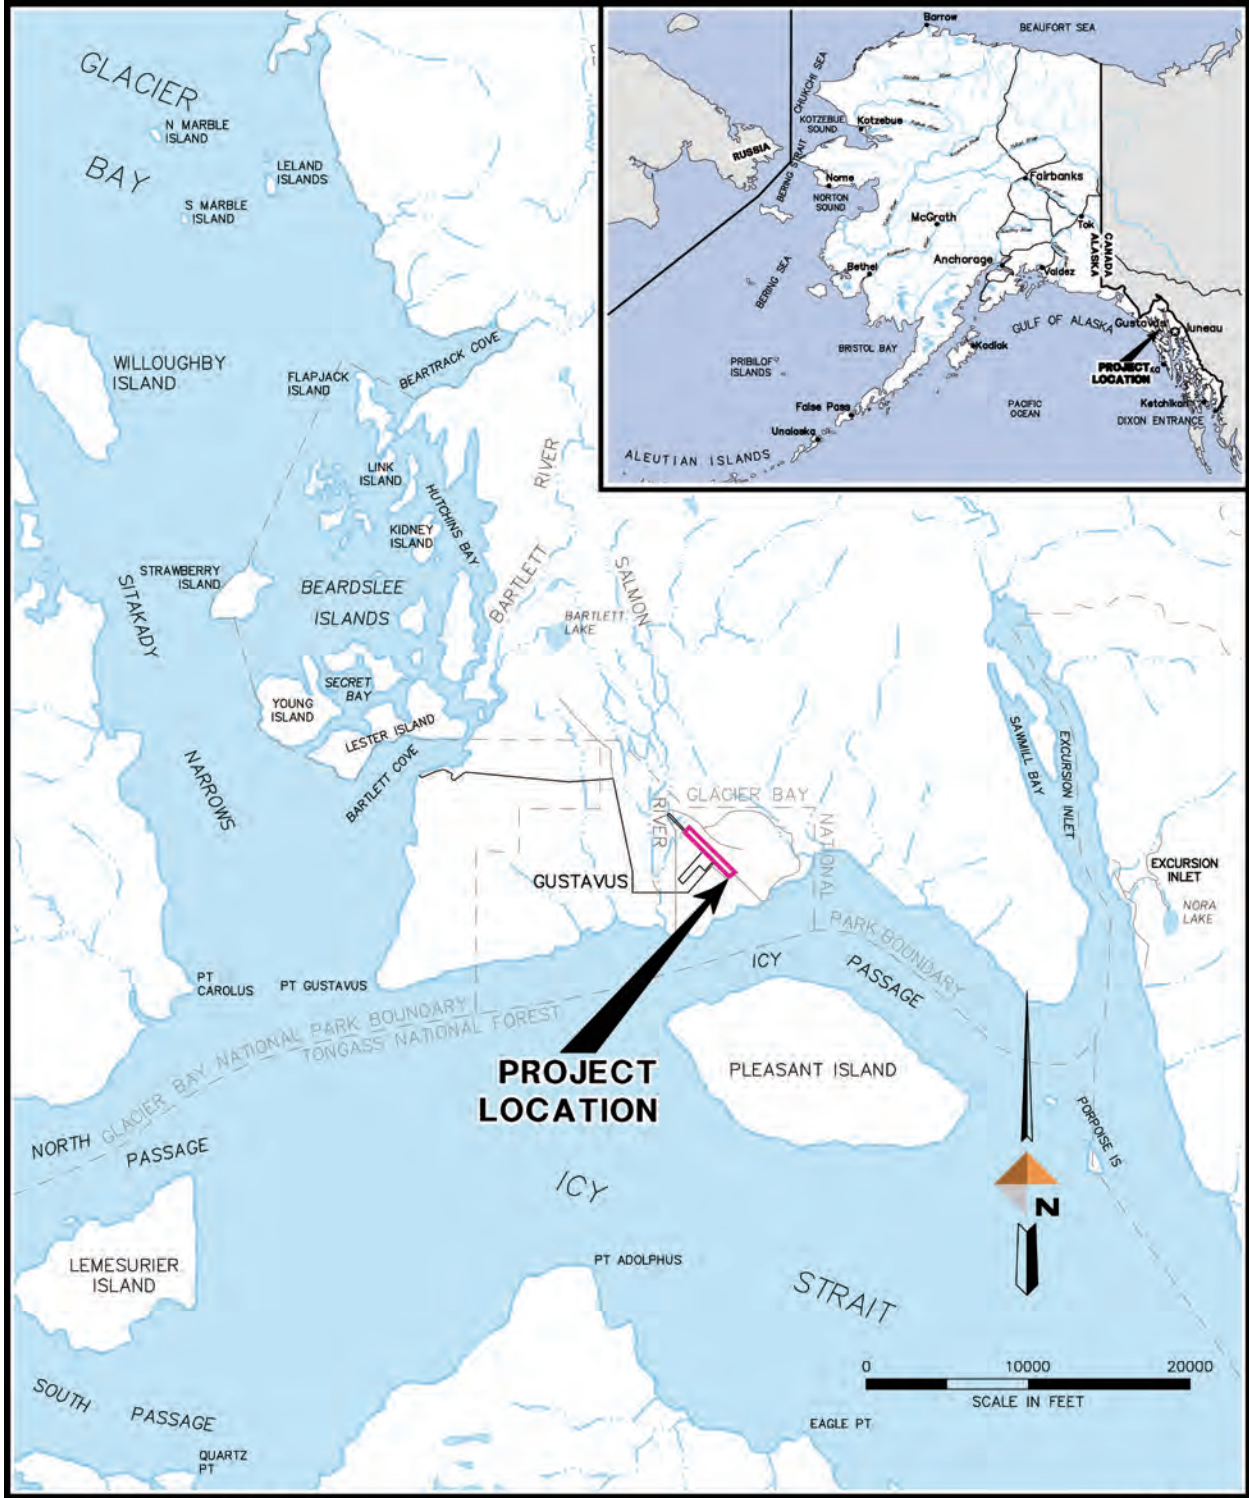 GLACIER
BAY
N MARBLE
ISLAND
LELAND
ISLANDS
S MARBLE
ISLAND
WILLOUGHBY
ISLAND
FLAPJACK
ISLAND
BEARTRACK COVE
LINK
ISLAND
HUTCHINS BAY
KIDNEY
ISLAND
STRAWBERRY
ISLAND
BEARDSLEE
ISLANDS
SITAKADY
NARROWS
SECRET
BAY
YOUNG
ISLAND
LESTER ISLAND
BARTLETT COVE
BARTLETT
RIVER
BARTLETT
LAKE
SALMON
RIVER
GLACIER BAY
NATIONAL
PARK BOUNDARY
GUSTAVUS
SAWMILL BAY
EXCURSION INLET
EXCURSION
INLET
NORA
LAKE
PT
CAROLUS
PT GUSTAVUS
ICY
PASSAGE
GLACIER BAY NATIONAL PARK BOUNDARY
TONGASS NATIONAL FOREST
PROJECT
LOCATION
PLEASANT ISLAND
PORPOISE IS
NORTH
PASSAGE
ICY
STRAIT
LEMESURIER
ISLAND
PT ADOLPHUS
N
SOUTH
PASSAGE
QUARTZ
PT
EAGLE PT
0
10000
20000
SCALE IN FEET
Barrow
BEAUFORT SEA
CHUKCHI SEA
KOTZEBUE
SOUND
Kotzebue
RUSSIA
BERING STRAIT
Nome
NORTON
SOUND
Fairbanks
McGrath
Tok
CANADA
ALASKA
Anchorage
Valdez
Bethel
BERING SEA
GULF OF ALASKA
Gustavus
Juneau
BRISTOL BAY
Kodiak
PRIBILOF
ISLANDS
PROJECT
LOCATION
False Pass
PACIFIC
OCEAN
Ketchikan
DIXON ENTRANCE
Unalaska
ALEUTIAN ISLANDS